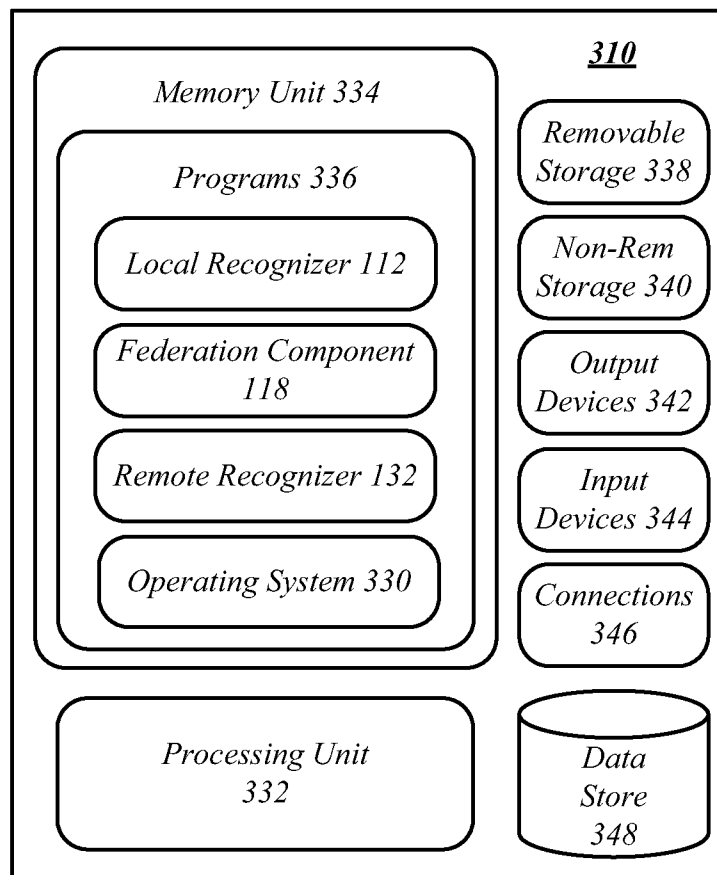 310
Memory Unit 334
Programs 336
Local Recognizer 112
Federation Component
118
Remote Recognizer 132
Operating System 330
Processing Unit
332
Removable
Storage 338
Non-Rem
Storage 340
Output
Devices 342
Input
Devices 344
Connections
346
Data
Store
348